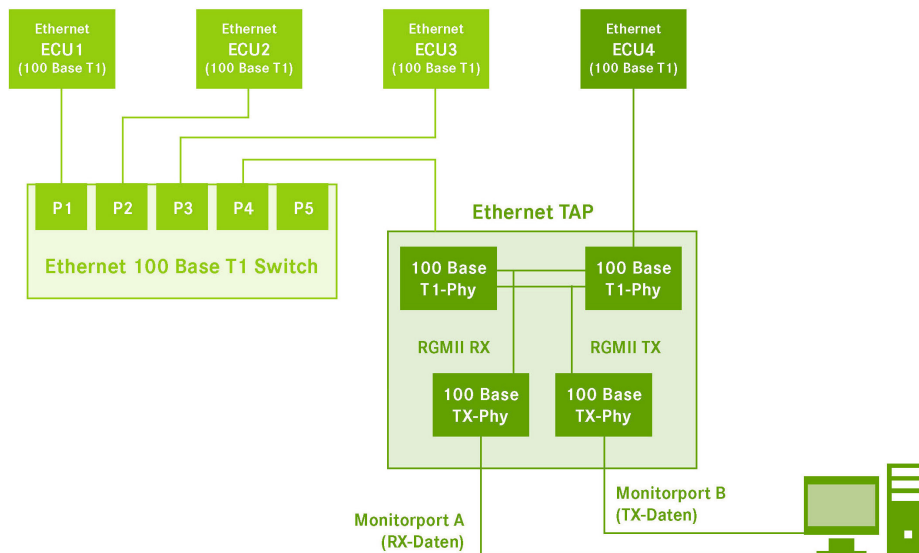 Ethernet
ECU1
(100 Base T1)
Ethernet
ECU2
(100 Base T1)
Ethernet
ECU3
(100 Base T1)
Ethernet
ECU4
(100 Base T1)
P1
P2
P3
P4
P5
Ethernet 100 Base T1 Switch
Ethernet TAP
100 Base
T1-Phy
100 Base
T1-Phy
RGMII RX
RGMII TX
100 Base
TX-Phy
100 Base
TX-Phy
Monitorport A
(RX-Daten)
Monitorport B
(TX-Daten)